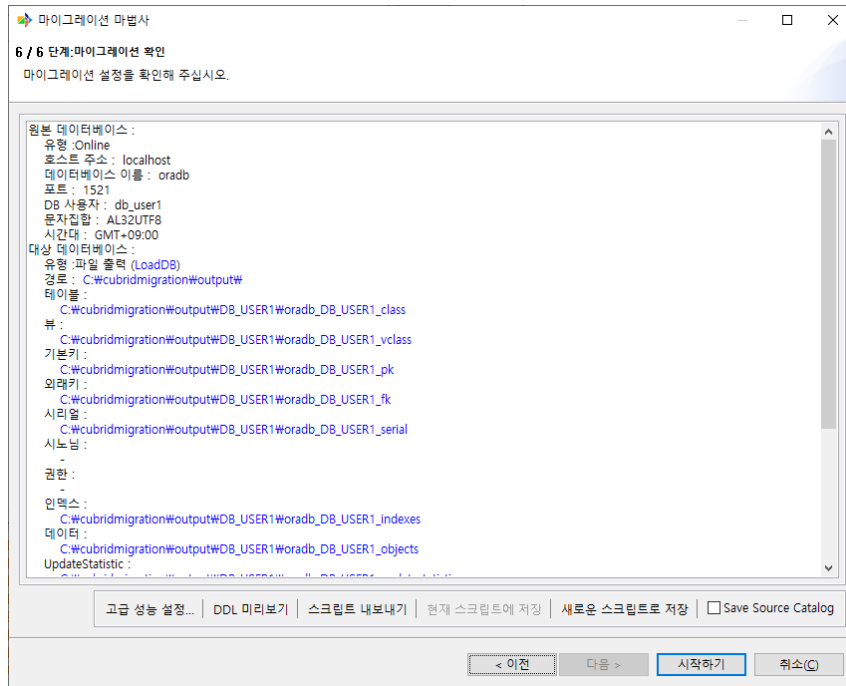 마이그레이션 마법사
6 / 6 단계:마이그레이션 확인
마이그레이션 설정을 확인해 주십시오.
원본 데이터베이스 :
유형 :Online
호스트 주소 : localhost
데이터베이스 이름 : oradb
포트 : 1521
DB 사용자 : db_user1
문자집합 : AL32UTF8
시간대 : GMT+09:00
대상 데이터베이스 :
유형 :파일 출력 (LoadDB)
경로 : C:₩cubridmigration₩output₩
테이블 :
C:₩cubridmigration₩output₩DB_USER1₩oradb_DB_USER1_class
뷰 :
C:₩cubridmigration₩output₩DB_USER1₩oradb_DB_USER1_vclass
기본키 :
C:₩cubridmigration₩output₩DB_USER1₩oradb_DB_USER1_pk
외래키 :
C:₩cubridmigration₩output₩DB_USER1₩oradb_DB_USER1_fk
시리얼 :
C:₩cubridmigration₩output₩DB_USER1₩oradb_DB_USER1_serial
시노님 :
-
권한 :
-
인덱스 :
C:₩cubridmigration₩output₩DB_USER1₩oradb_DB_USER1_indexes
데이터 :
C:₩cubridmigration₩output₩DB_USER1₩oradb_DB_USER1_objects
UpdateStatistic :
고급 성능 설정... DDL 미리보기 스크립트 내보내기 현재 스크립트에 저장 새로운 스크립트로 저장 Save Source Catalog
< 이전 다음 > 시작하기 취소(C)